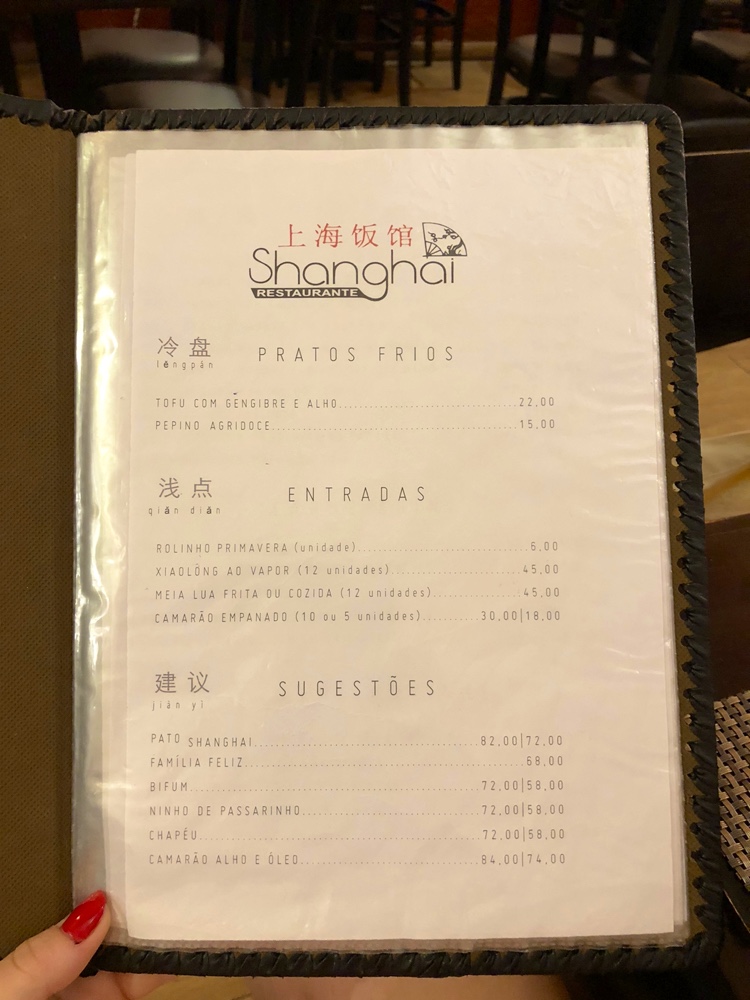 上海饭馆
Shanghai
RESTAURANTE
冷盘 PRATOS FRIOS
lěngpán
TOFU COM GENGIBRE E ALHO..................................22,00
PEPINO AGRIDOCE................................................15,00
浅点 ENTRADAS
qiǎn diǎn
ROLINHO PRIMAVERA (unidade)................................6,00
XIAOLONG AO VAPOR (12 unidades).........................45,00
MEIA LUA FRITA OU COZIDA (12 unidades).................45,00
CAMARÃO EMPANADO (10 ou 5 unidades)...........30,00|18,00
建议 SUGESTÕES
jiàn yì
PATO SHANGHAI...........................................82,00|72,00
FAMÍLIA FELIZ......................................................68,00
BIFUM.......................................................72,00|58,00
NINHO DE PASSARINHO..................................72,00|58,00
CHAPÉU.....................................................72,00|58,00
CAMARÃO ALHO E ÓLEO..................................84,00|74,00